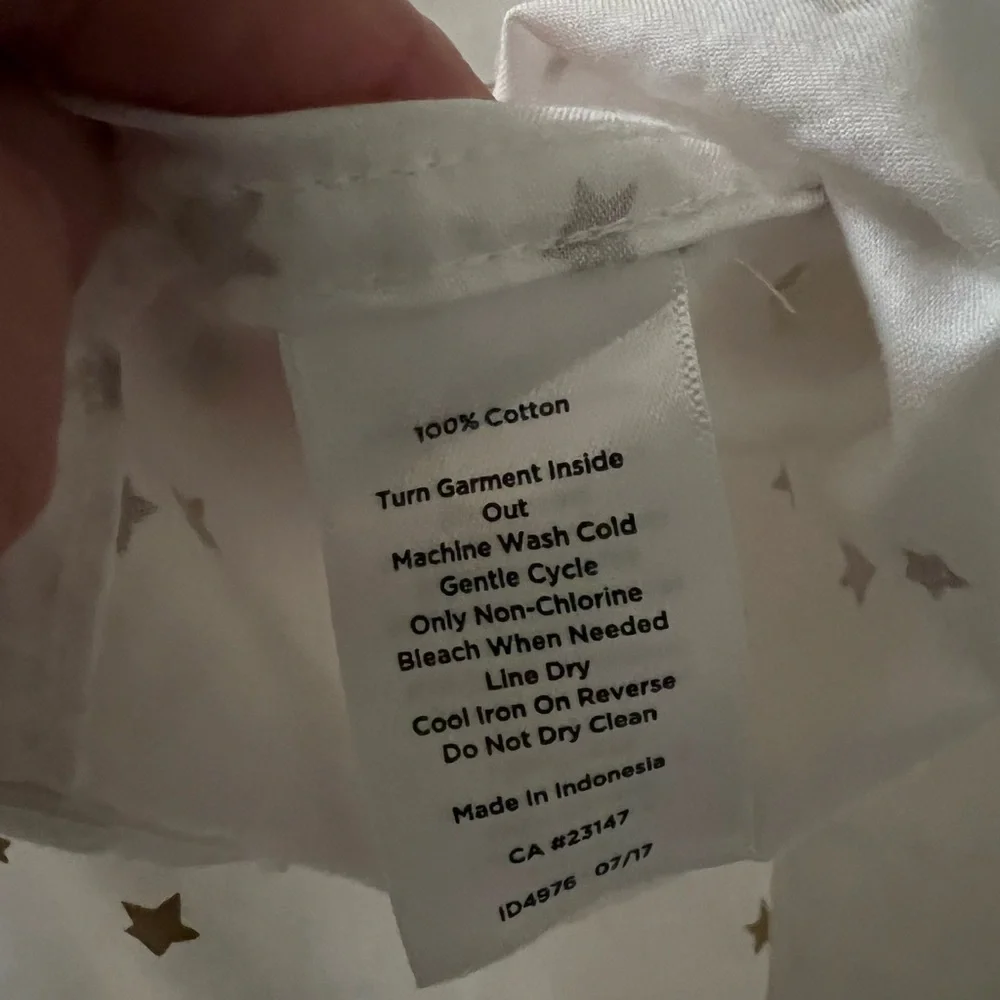 100% Cotton
Turn Garment Inside
Out
Machine Wash Cold
Gentle Cycle
Only Non-Chlorine
Bleach When Needed
Line Dry
Cool Iron On Reverse
Do Not Dry Clean
Made In Indonesia
CA #23147
ID4976 07/17